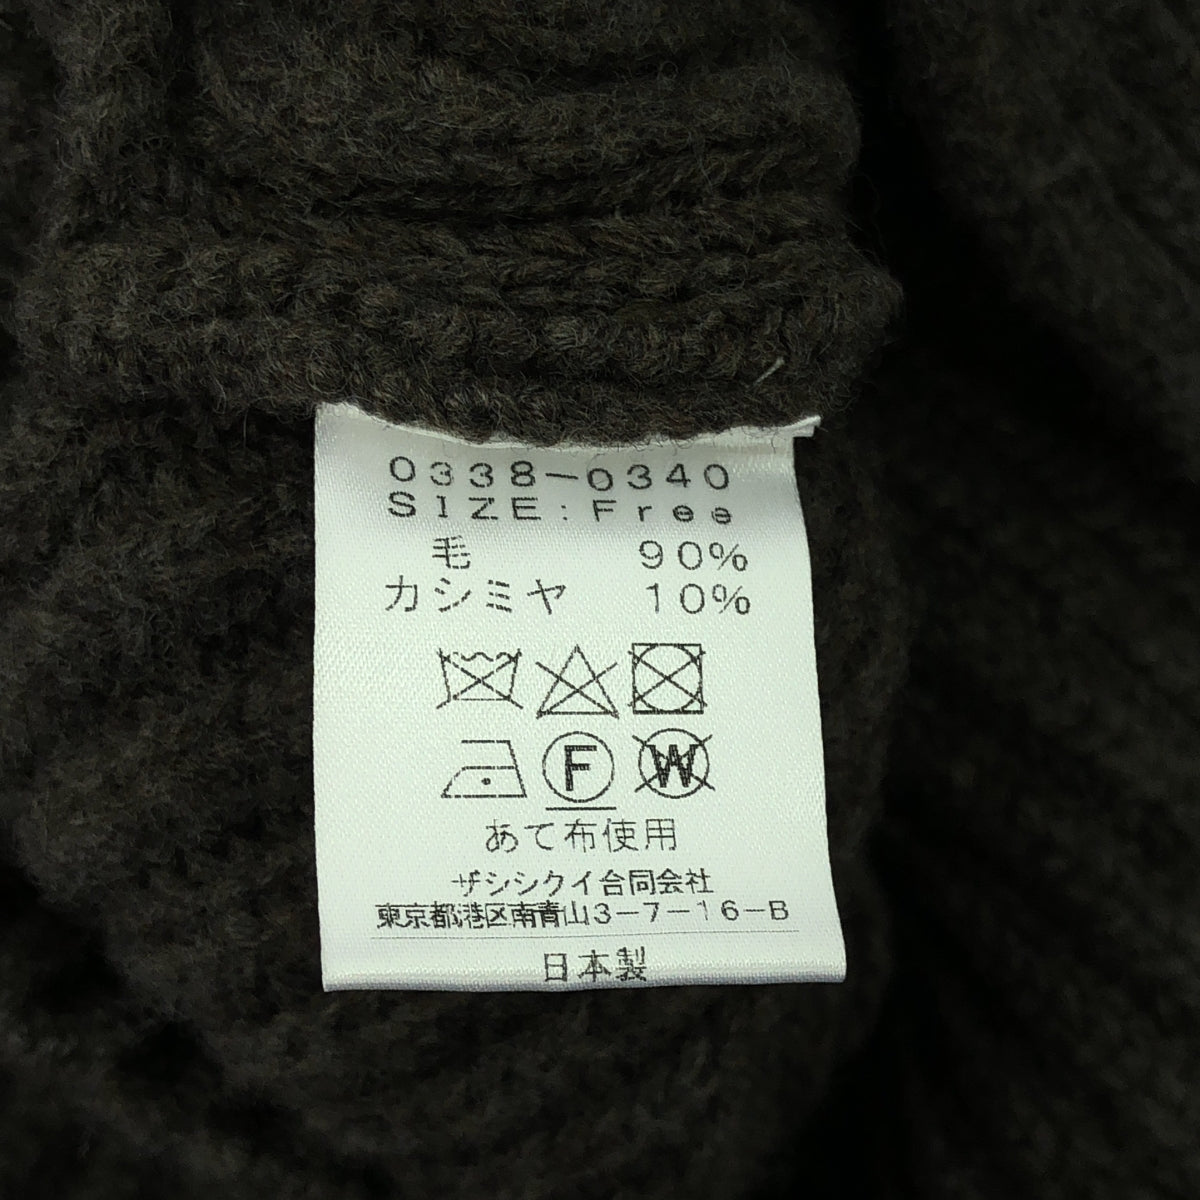 0338-0340
SIZE:Free
毛 90%
カシミヤ 10%
F W
あて布使用
ザシシクイ合同会社
東京都港区南青山3-7-16-B
日本製